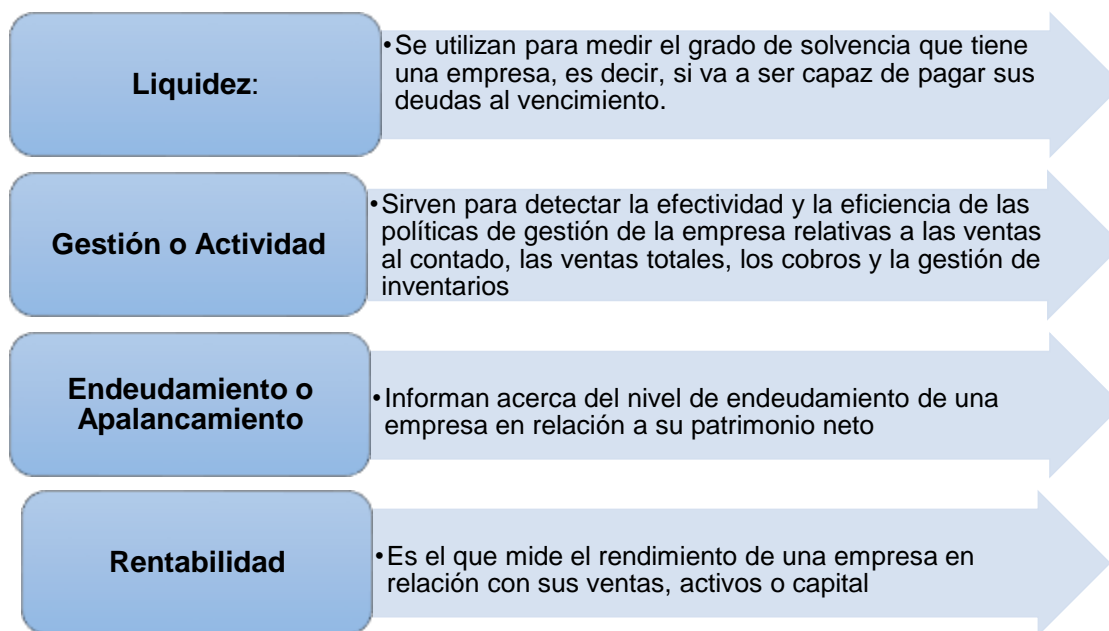 Liquidez:
•Se utilizan para medir el grado de solvencia que tiene
una empresa, es decir, si va a ser capaz de pagar sus
deudas al vencimiento.
Gestión o Actividad
•Sirven para detectar la efectividad y la eficiencia de las
políticas de gestión de la empresa relativas a las ventas
al contado, las ventas totales, los cobros y la gestión de
inventarios
Endeudamiento o
Apalancamiento
•Informan acerca del nivel de endeudamiento de una
empresa en relación a su patrimonio neto
Rentabilidad
•Es el que mide el rendimiento de una empresa en
relación con sus ventas, activos o capital